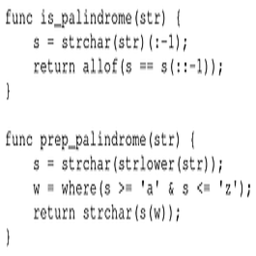 func is_palindrome(str) {
    s = strchar(str)(:-1);
    return allof(s == s(::-1));
}

func prep_palindrome(str) {
    s = strchar(strlower(str));
    w = where(s >= 'a' & s <= 'z');
    return strchar(s(w));
}